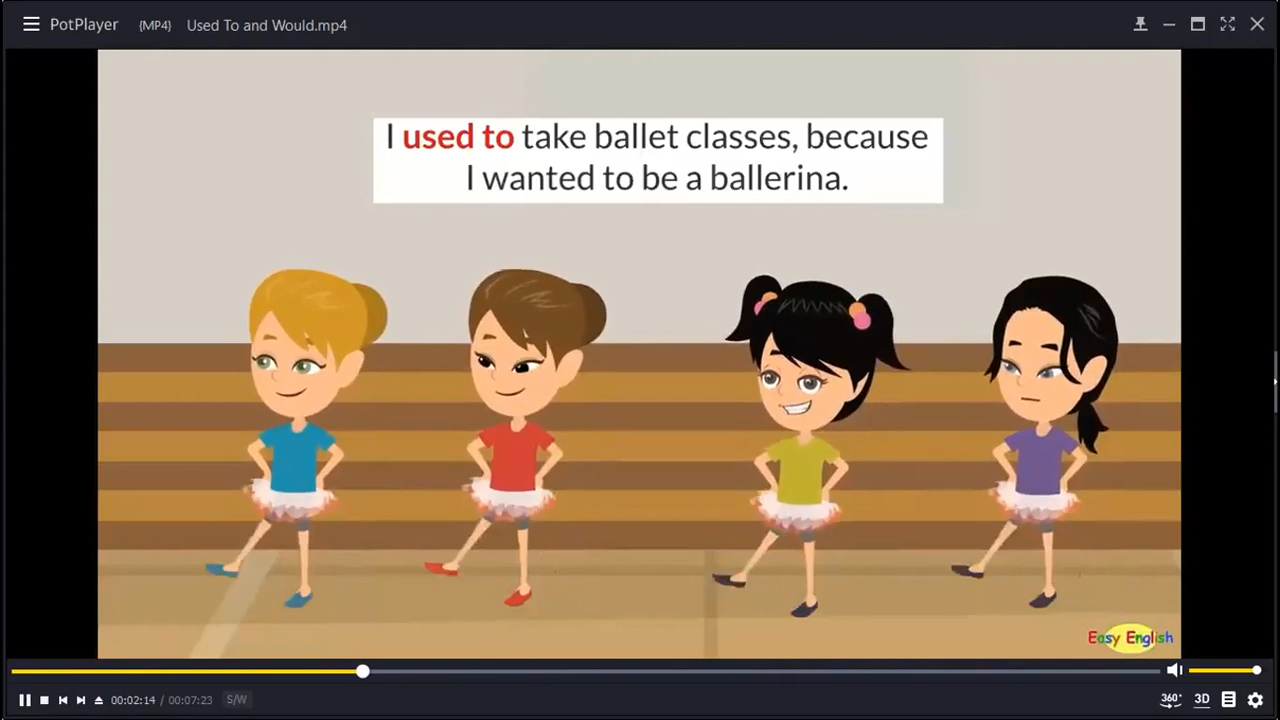 PotPlayer (MP4) Used To and Would.mp4
I used to take ballet classes, because
I wanted to be a ballerina.
Easy English
00:02:14 / 00:07:23 S/W 360° 3D